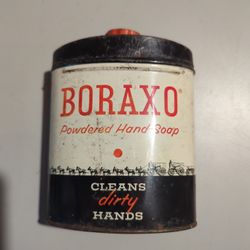 BORAXO®
Powdered Hand Soap
CLEANS
dirty
HANDS